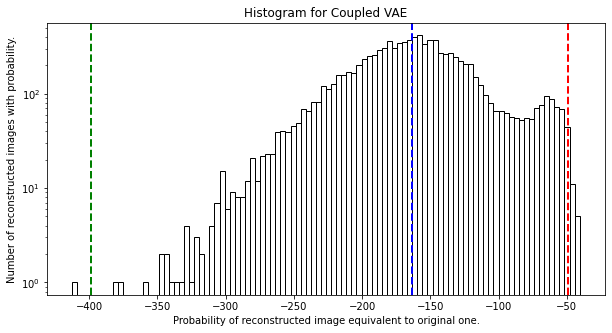 Histogram for Coupled VAE
Number of reconstructed images with probability.
10²
10¹
10⁰
−400 −350 −300 −250 −200 −150 −100 −50
Probability of reconstructed image equivalent to original one.